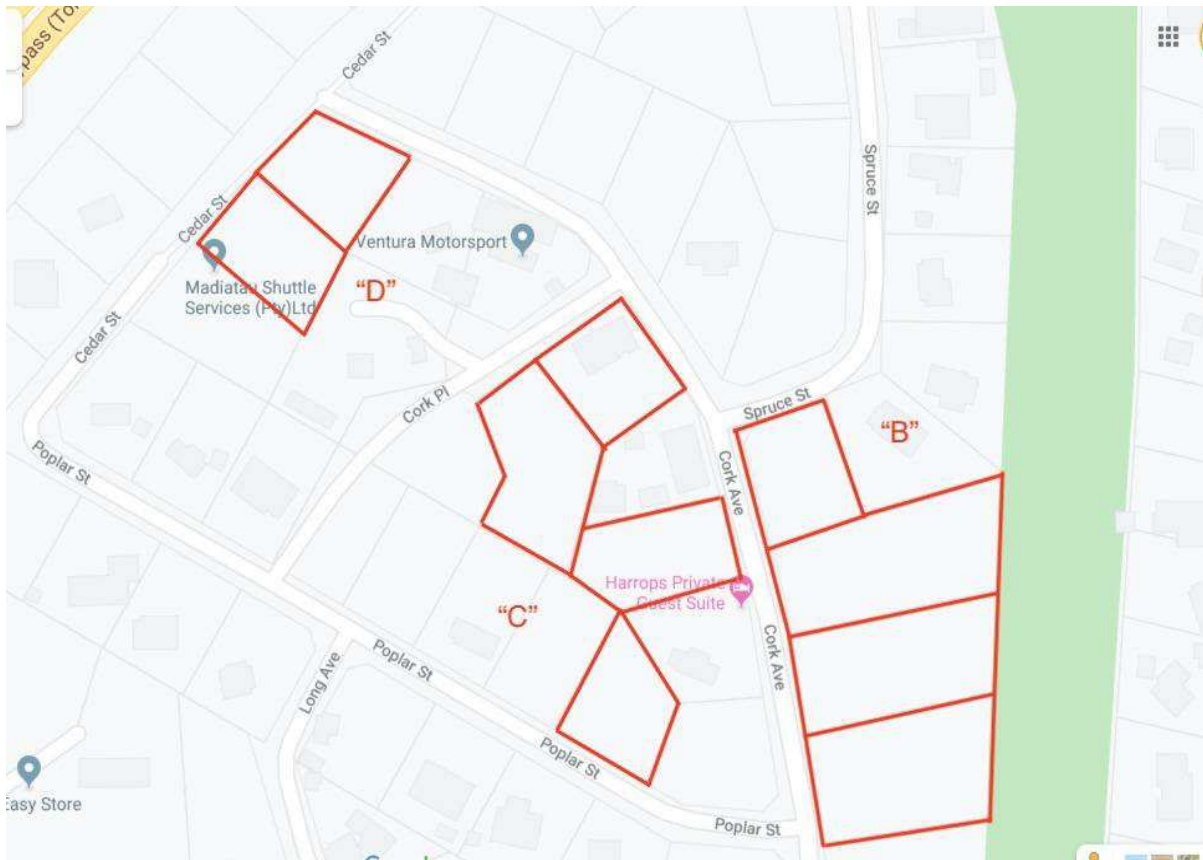 ypass (Tol
Cedar St
Spruce St
Cedar St
Ventura Motorsport
Madiatau Shuttle
Services (Pty)Ltd
“D”
Cedar St
Cork Pl
Spruce St
“B”
Poplar St
Cork Ave
Harrops Private
Guest Suite
“C”
Cork Ave
Poplar St
Long Ave
Poplar St
Easy Store
Poplar St